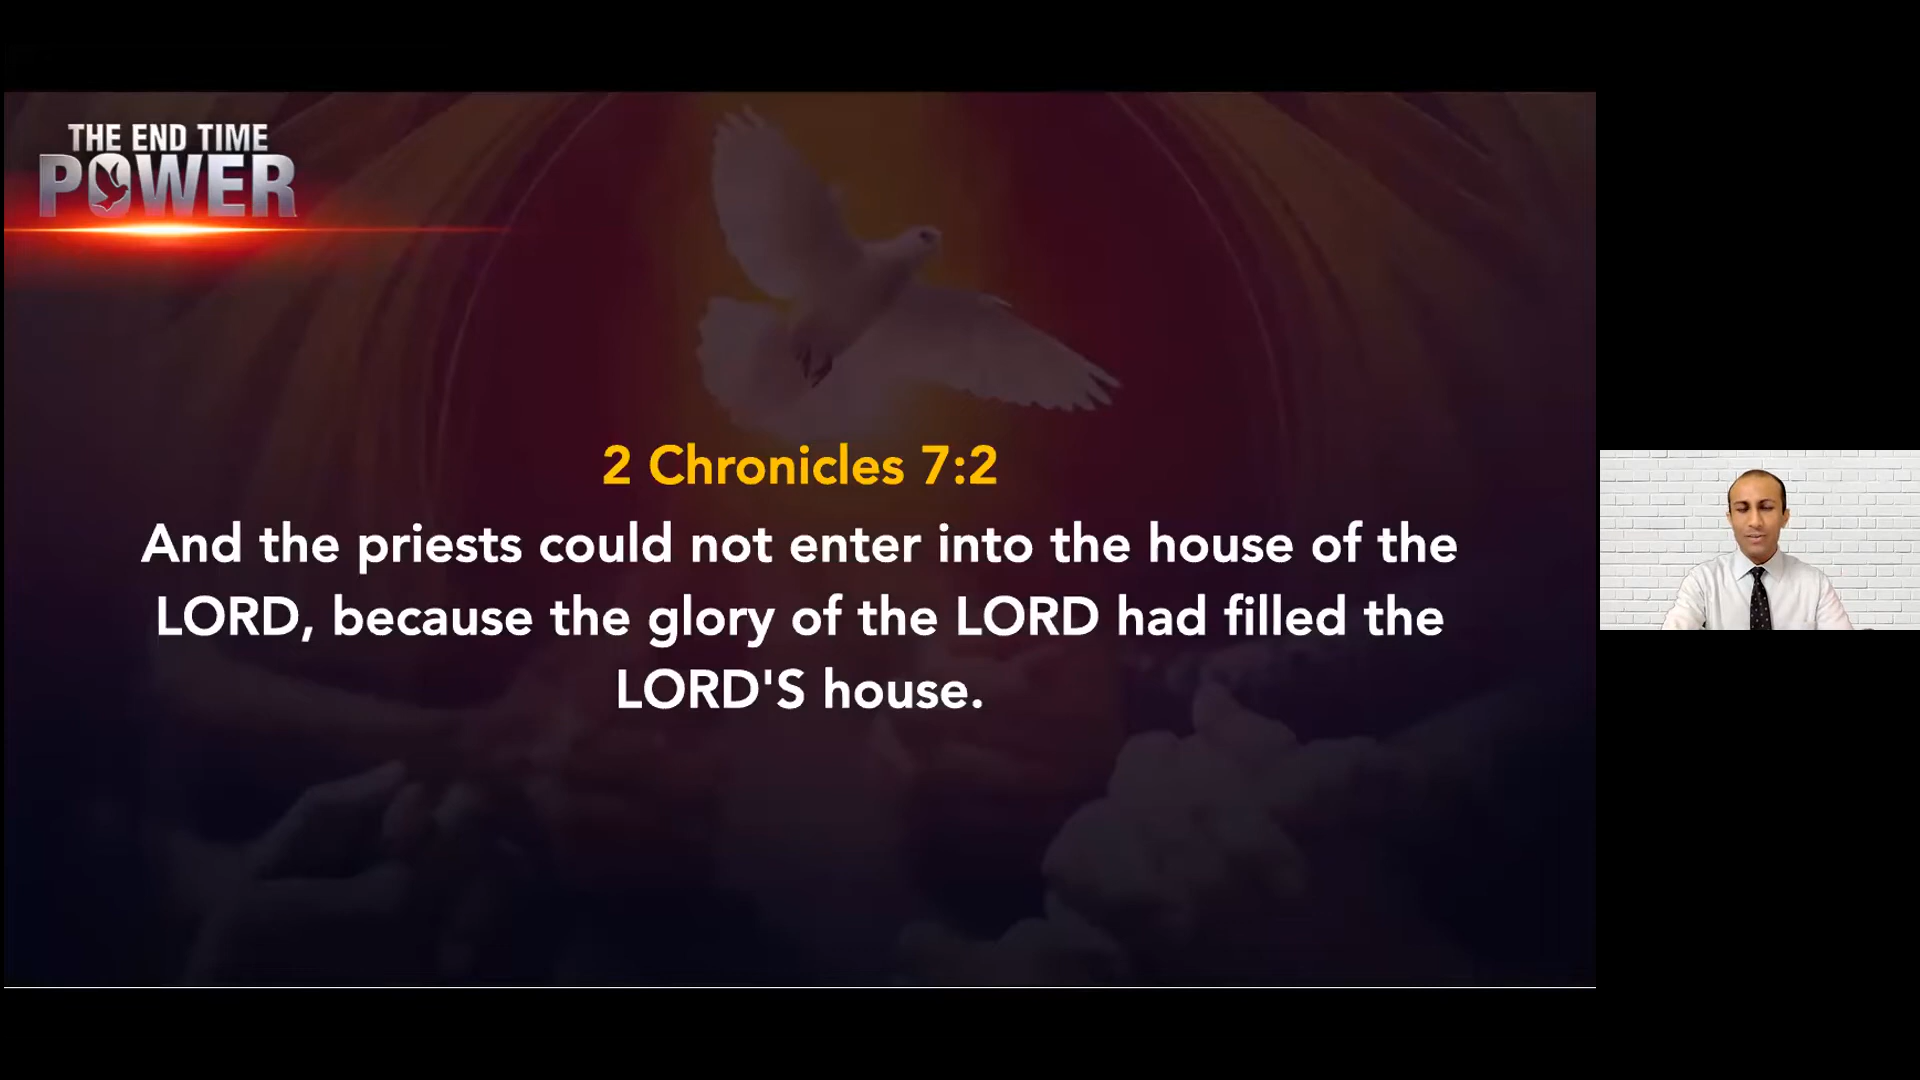 THE END TIME
POWER
2 Chronicles 7:2
And the priests could not enter into the house of the
LORD, because the glory of the LORD had filled the
LORD'S house.